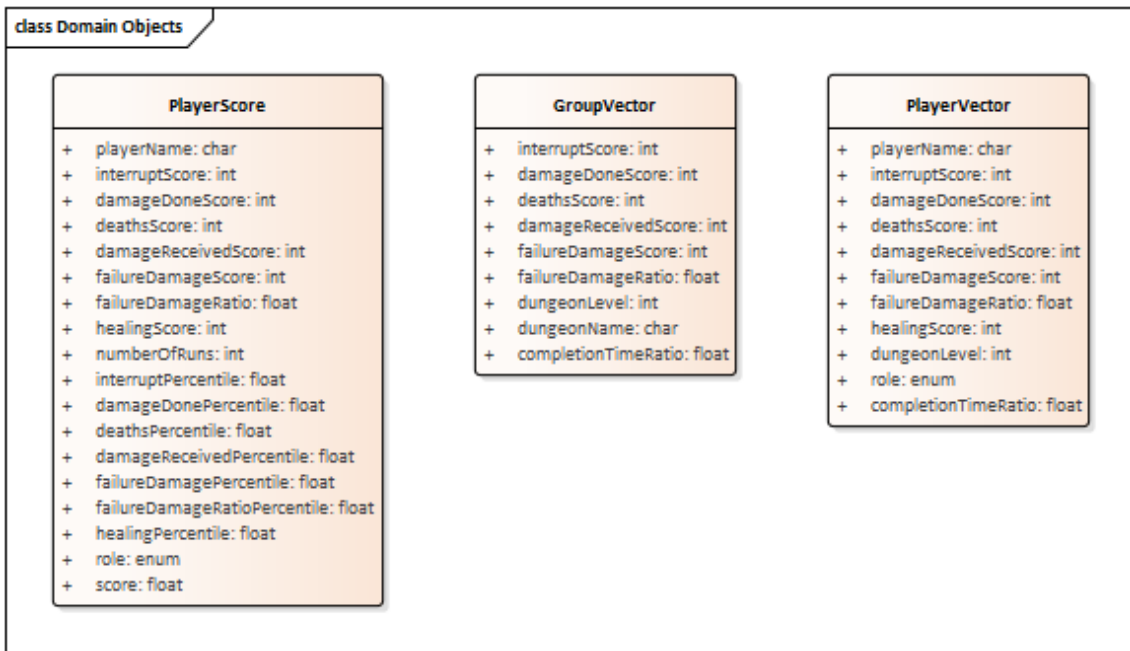 class Domain Objects
PlayerScore
+ playerName: char
+ interruptScore: int
+ damageDoneScore: int
+ deathsScore: int
+ damageReceivedScore: int
+ failureDamageScore: int
+ failureDamageRatio: float
+ healingScore: int
+ numberOfRuns: int
+ interruptPercentile: float
+ damageDonePercentile: float
+ deathsPercentile: float
+ damageReceivedPercentile: float
+ failureDamagePercentile: float
+ failureDamageRatioPercentile: float
+ healingPercentile: float
+ role: enum
+ score: float
GroupVector
+ interruptScore: int
+ damageDoneScore: int
+ deathsScore: int
+ damageReceivedScore: int
+ failureDamageScore: int
+ failureDamageRatio: float
+ dungeonLevel: int
+ dungeonName: char
+ completionTimeRatio: float
PlayerVector
+ playerName: char
+ interruptScore: int
+ damageDoneScore: int
+ deathsScore: int
+ damageReceivedScore: int
+ failureDamageScore: int
+ failureDamageRatio: float
+ healingScore: int
+ dungeonLevel: int
+ role: enum
+ completionTimeRatio: float